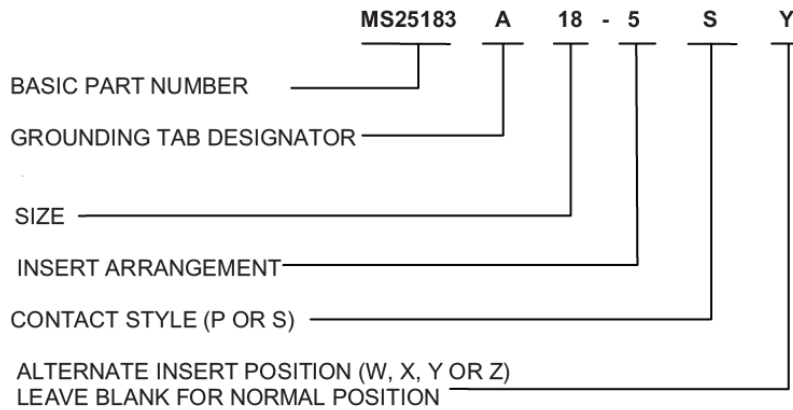 MS25183 A 18 - 5 S Y
BASIC PART NUMBER
GROUNDING TAB DESIGNATOR
SIZE
INSERT ARRANGEMENT
CONTACT STYLE (P OR S)
ALTERNATE INSERT POSITION (W, X, Y OR Z)
LEAVE BLANK FOR NORMAL POSITION